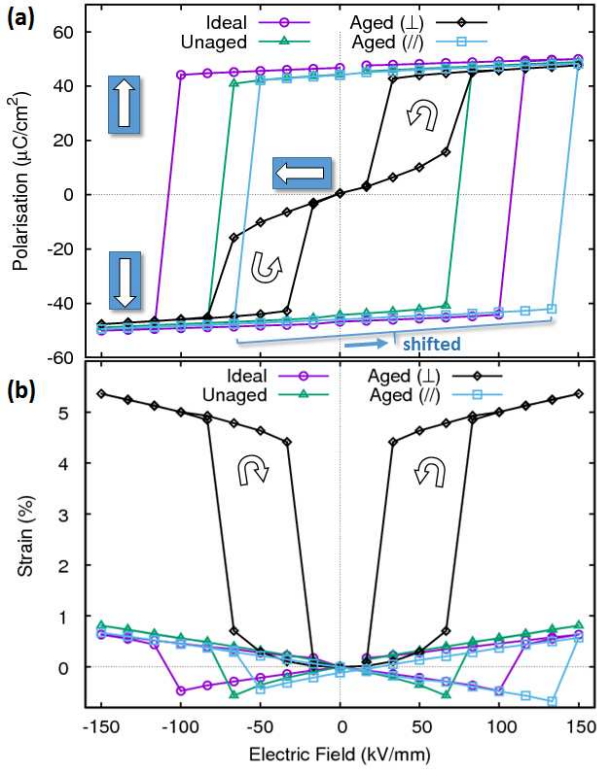 (a)
Ideal Aged (⊥)
Unaged Aged (//)
60
40
20
0
-20
-40
-60
Polarisation (μC/cm²)
shifted
(b)
Ideal Aged (⊥)
Unaged Aged (//)
5
4
3
2
1
0
Strain (%)
-150 -100 -50 0 50 100 150
Electric Field (kV/mm)